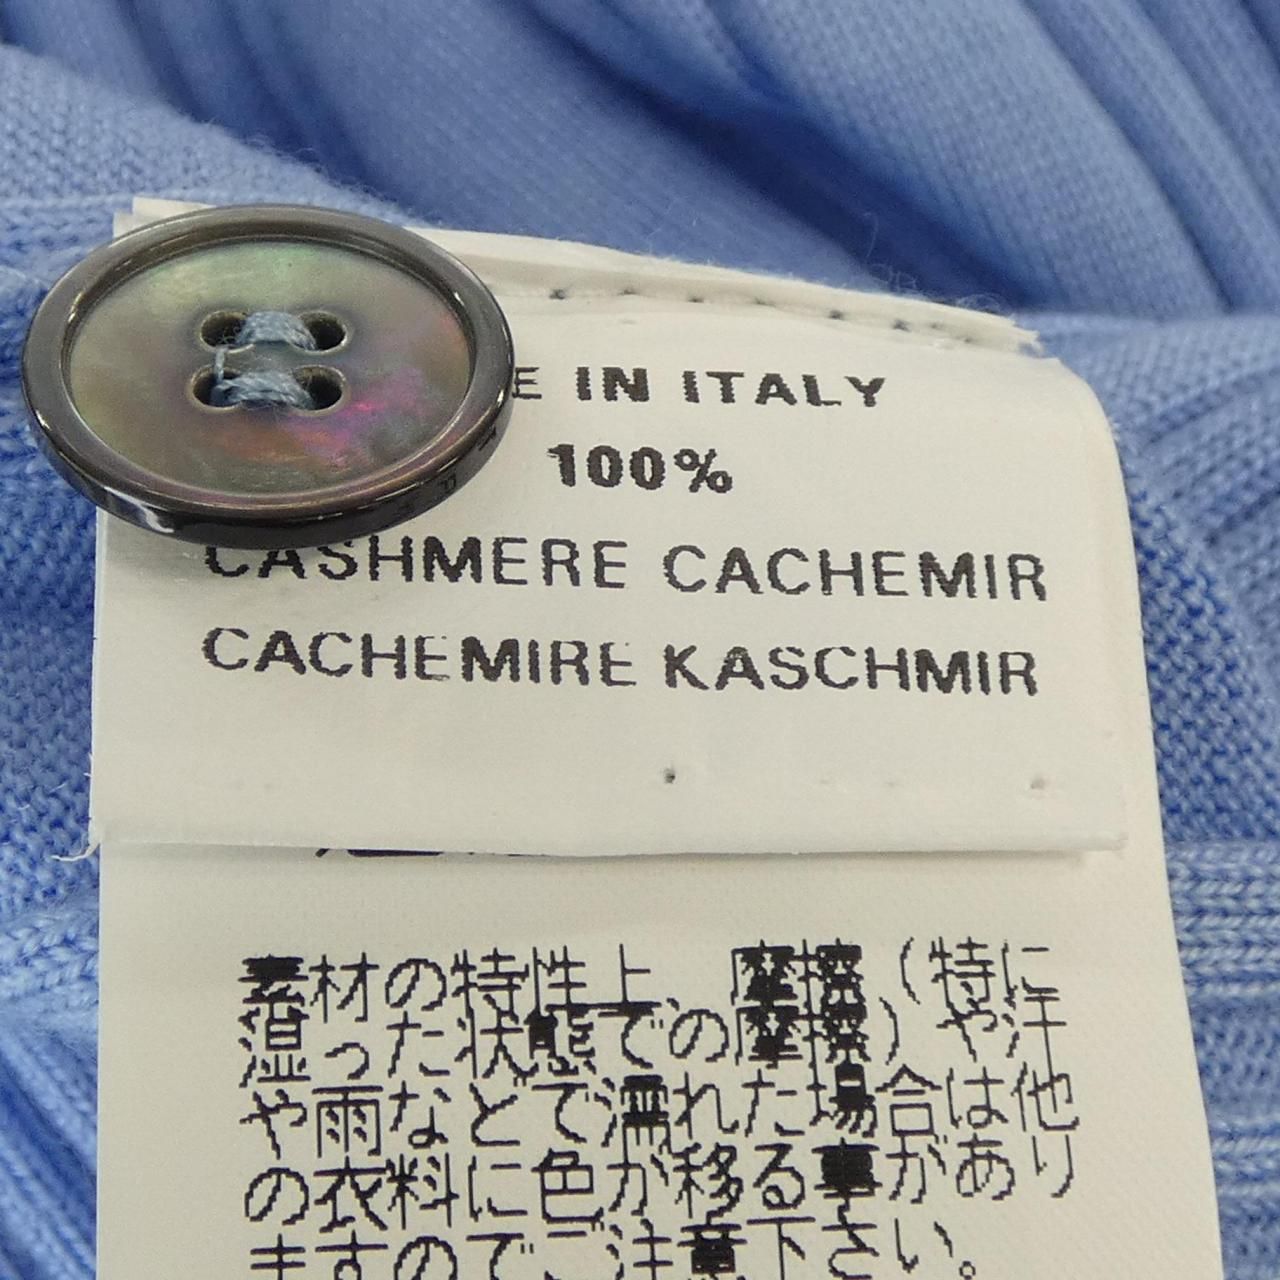 E IN ITALY
100%
CASHMERE CACHEMIR
CACHEMIRE KASCHMIR
素材の特性上、摩擦(特に
湿った状態での摩擦)や汗
や雨などで濡れた場合は他
の衣料に色が移る事があり
ますのでご注意下さい。